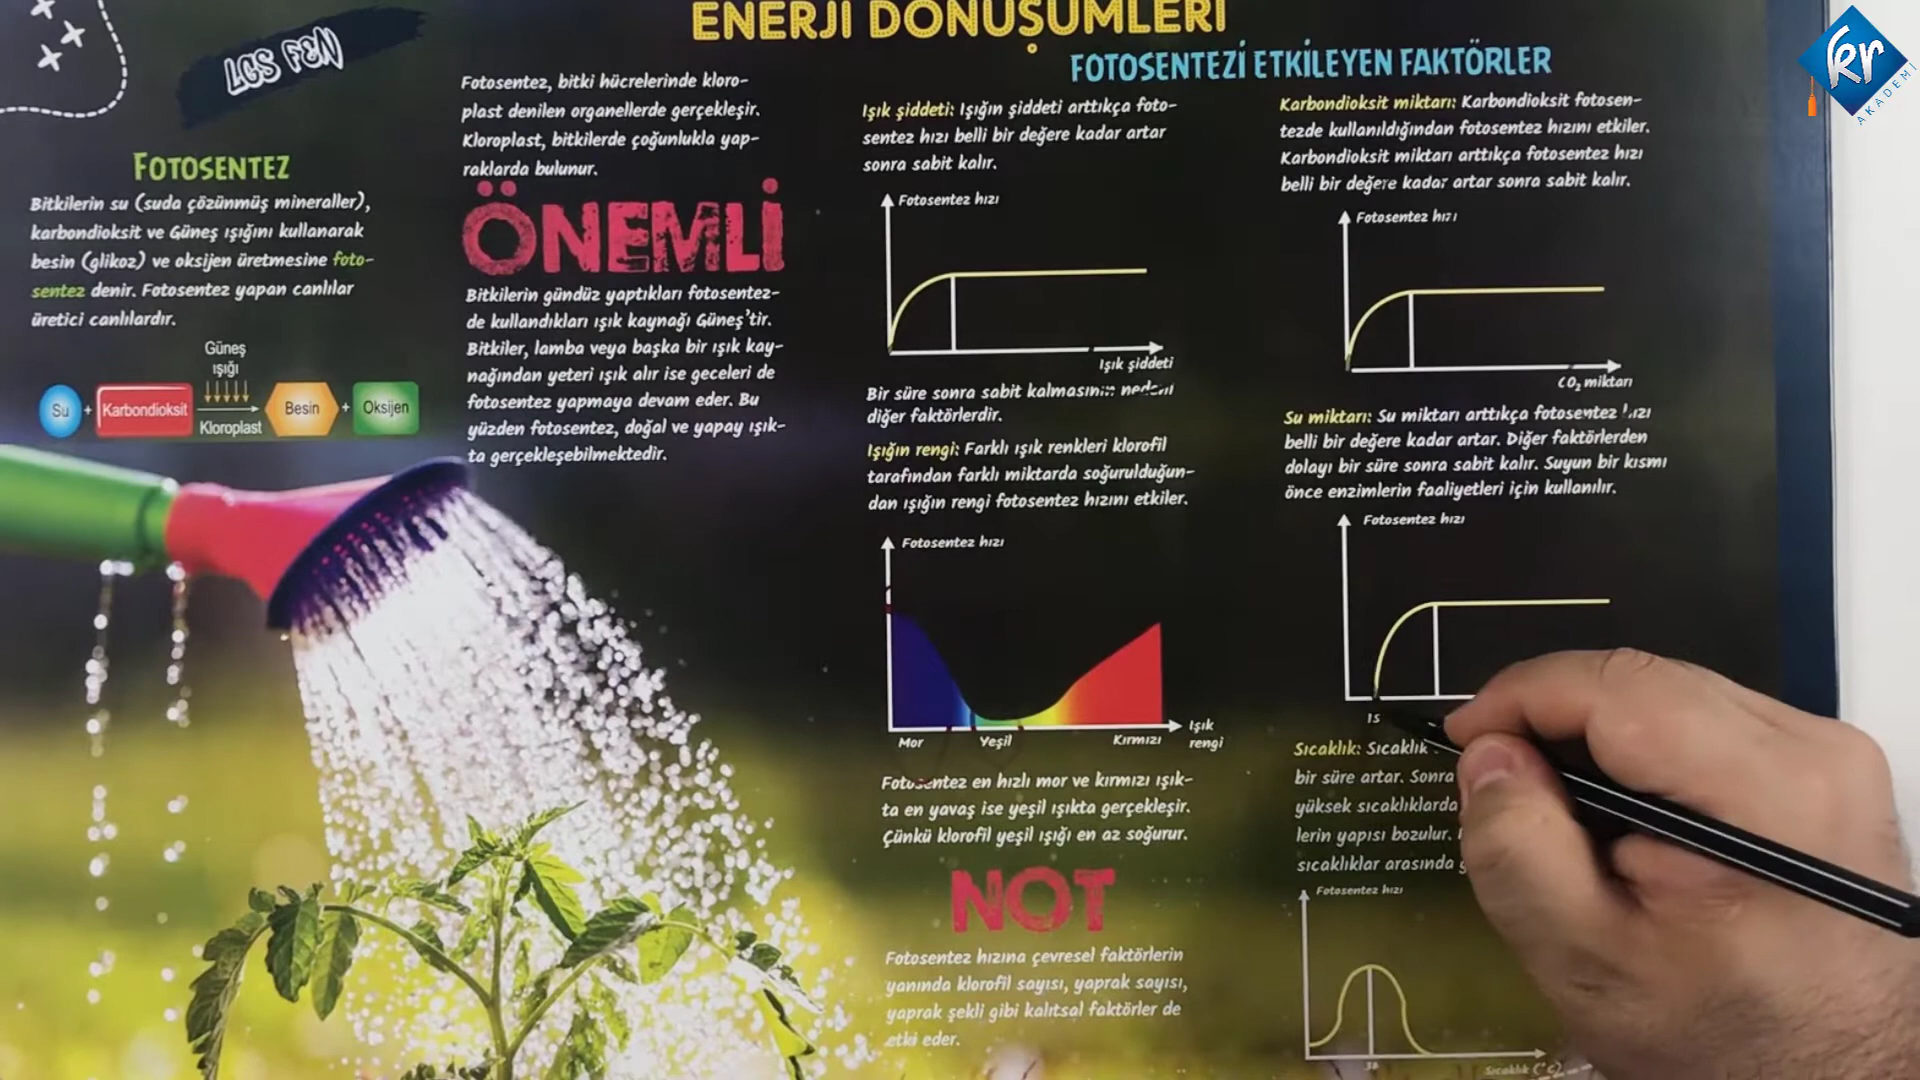 ENERJİ DÖNÜŞÜMLERİ
LGS FEN
FOTOSENTEZ
Bitkilerin su (suda çözünmüş mineraller),
karbondioksit ve Güneş ışığını kullanarak
besin (glikoz) ve oksijen üretmesine foto-
sentez denir. Fotosentez yapan canlılar
üretici canlılardır.
Güneş
ışığı
Su + Karbondioksit Besin + Oksijen
Kloroplast
Fotosentez, bitki hücrelerinde kloro-
plast denilen organellerde gerçekleşir.
Kloroplast, bitkilerde çoğunlukla yap-
raklarda bulunur.
ÖNEMLİ
Bitkilerin gündüz yaptıkları fotosentez-
de kullandıkları ışık kaynağı Güneş'tir.
Bitkiler, lamba veya başka bir ışık kay-
nağından yeteri ışık alır ise geceleri de
fotosentez yapmaya devam eder. Bu
yüzden fotosentez, doğal ve yapay ışık-
ta gerçekleşebilmektedir.
FOTOSENTEZİ ETKİLEYEN FAKTÖRLER
Işık şiddeti: Işığın şiddeti arttıkça foto-
sentez hızı belli bir değere kadar artar
sonra sabit kalır.
Fotosentez hızı
Işık şiddeti
Bir süre sonra sabit kalmasının nedeni
diğer faktörlerdir.
Işığın rengi: Farklı ışık renkleri klorofil
tarafından farklı miktarda soğurulduğun-
dan ışığın rengi fotosentez hızını etkiler.
Fotosentez hızı
Mor Yeşil Kırmızı
Işık
rengi
Fotosentez en hızlı mor ve kırmızı ışık-
ta en yavaş ise yeşil ışıkta gerçekleşir.
Çünkü klorofil yeşil ışığı en az soğurur.
NOT
Fotosentez hızına çevresel faktörlerin
yanında klorofil sayısı, yaprak sayısı,
yaprak şekli gibi kalıtsal faktörler de
etki eder.
Karbondioksit miktarı: Karbondioksit fotosen-
tezde kullanıldığından fotosentez hızını etkiler.
Karbondioksit miktarı arttıkça fotosentez hızı
belli bir değere kadar artar sonra sabit kalır.
Fotosentez hızı
CO₂ miktarı
Su miktarı: Su miktarı arttıkça fotosentez hızı
belli bir değere kadar artar. Diğer faktörlerden
dolayı bir süre sonra sabit kalır. Suyun bir kısmı
önce enzimlerin faaliyetleri için kullanılır.
Fotosentez hızı
15
Sıcaklık: Sıcaklık
bir süre artar. Sonra
yüksek sıcaklıklarda
lerin yapısı bozulur.
sıcaklıklar arasında
Fotosentez hızı
Sıcaklık (°C)
kr
AKADEMİ